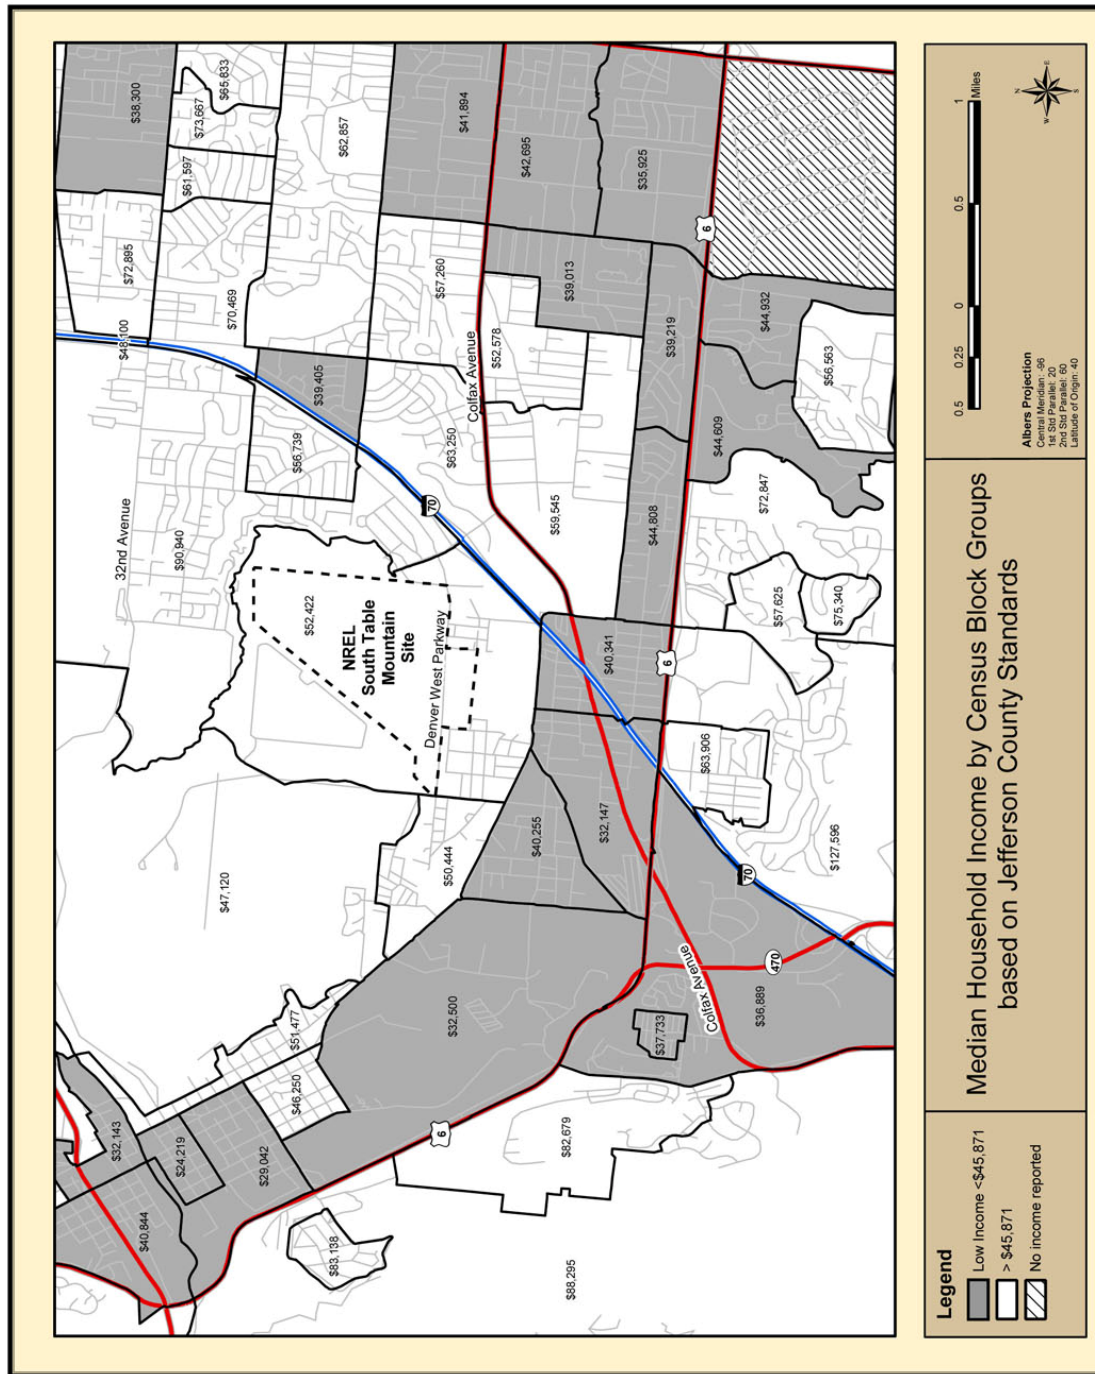 $38,300
$65,833
$73,667
$61,597
$62,857
$41,894
$42,695
$35,925
$72,895
$70,469
$48,100
$57,260
$39,013
6
$39,405
Colfax Avenue
$52,578
$39,219
$44,932
$56,563
$56,739
$63,250
$44,609
32nd Avenue
$90,940
70
$59,545
$44,808
$72,847
$52,422
NREL
South Table
Mountain
Site
Denver West Parkway
$57,625
$75,340
$40,341
6
$63,906
$47,120
$50,444
$40,255
$32,147
$127,596
70
$51,477
$32,500
Colfax Avenue
470
$37,733
$36,889
$46,250
$32,143
$24,219
$29,042
6
$82,679
$40,844
$83,138
$88,295
Legend
Low Income <$45,871
> $45,871
No income reported
Median Household Income by Census Block Groups
based on Jefferson County Standards
0.5 0.25 0 0.5 1
Miles
Albers Projection
Central Meridian: -96
1st Std Parallel: 20
2nd Std Parallel: 60
Latitude of Origin: 40
N
W E
S